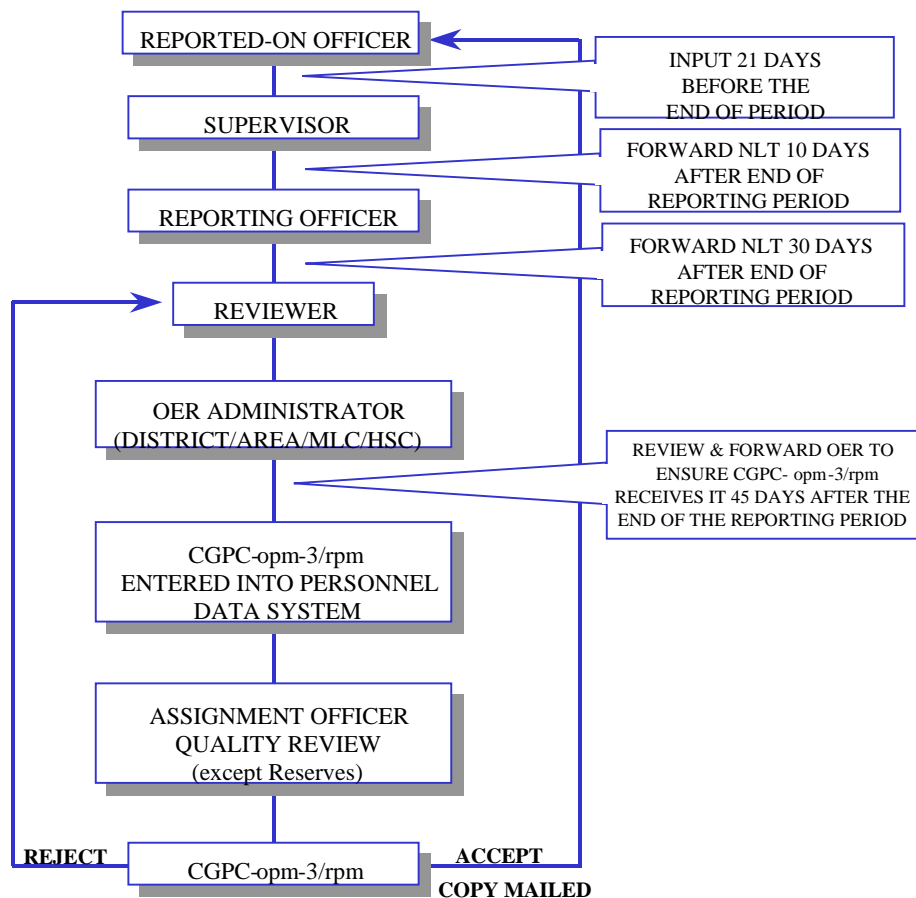 REPORTED-ON OFFICER
INPUT 21 DAYS
BEFORE THE
END OF PERIOD
SUPERVISOR
FORWARD NLT 10 DAYS
AFTER END OF
REPORTING PERIOD
REPORTING OFFICER
FORWARD NLT 30 DAYS
AFTER END OF
REPORTING PERIOD
REVIEWER
OER ADMINISTRATOR
(DISTRICT/AREA/MLC/HSC)
REVIEW & FORWARD OER TO
ENSURE CGPC- opm-3/rpm
RECEIVES IT 45 DAYS AFTER THE
END OF THE REPORTING PERIOD
CGPC-opm-3/rpm
ENTERED INTO PERSONNEL
DATA SYSTEM
ASSIGNMENT OFFICER
QUALITY REVIEW
(except Reserves)
REJECT
CGPC-opm-3/rpm
ACCEPT
COPY MAILED